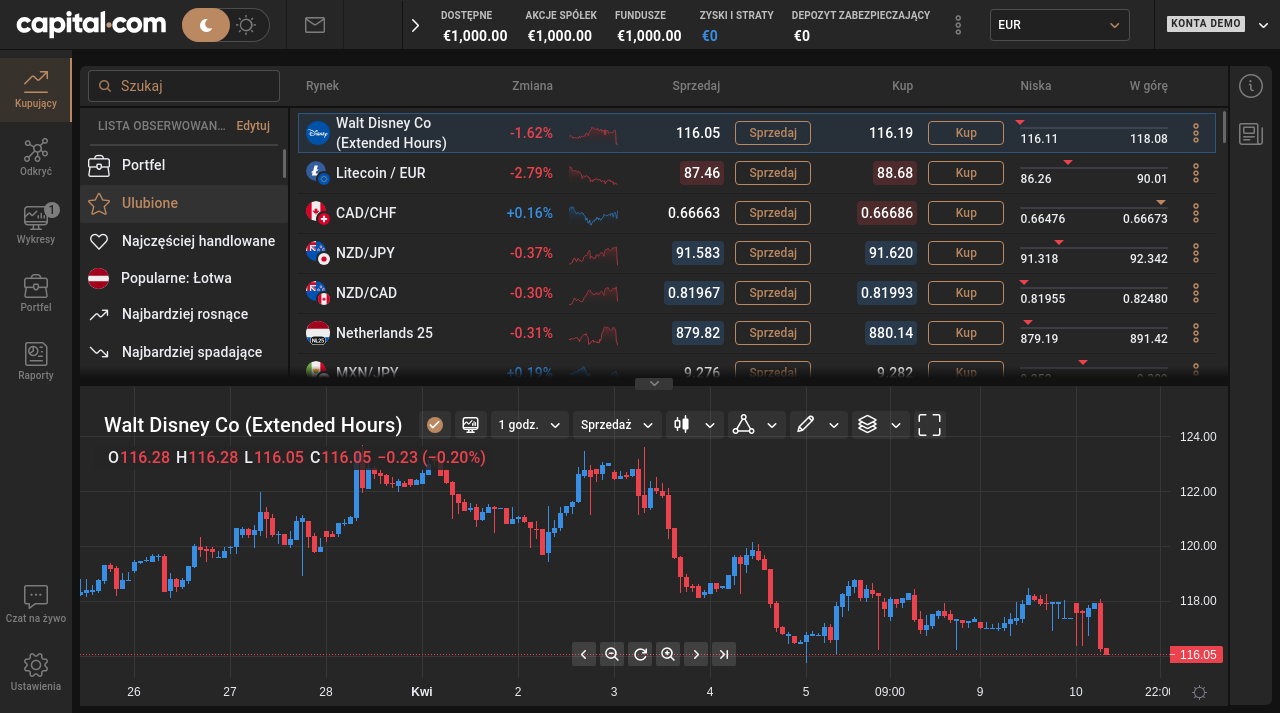 capital.com
DOSTĘPNE
€1,000.00
AKCJE SPÓŁEK
€1,000.00
FUNDUSZE
€1,000.00
ZYSKI I STRATY
€0
DEPOZYT ZABEZPIECZAJĄCY
€0
EUR
KONTA DEMO
Kupujący
Odkryć
1
Wykresy
Portfel
Raporty
Czat na żywo
Ustawienia
Szukaj
LISTA OBSERWOWAN... Edytuj
Portfel
Ulubione
Najczęściej handlowane
Popularne: Łotwa
Najbardziej rosnące
Najbardziej spadające
Rynek Zmiana Sprzedaj Kup Niska W górę
Walt Disney Co
(Extended Hours) -1.62% 116.05 Sprzedaj 116.19 Kup 116.11 118.08
Litecoin / EUR -2.79% 87.46 Sprzedaj 88.68 Kup 86.26 90.01
CAD/CHF +0.16% 0.66663 Sprzedaj 0.66686 Kup 0.66476 0.66673
NZD/JPY -0.37% 91.583 Sprzedaj 91.620 Kup 91.318 92.342
NZD/CAD -0.30% 0.81967 Sprzedaj 0.81993 Kup 0.81955 0.82480
NL25 Netherlands 25 -0.31% 879.82 Sprzedaj 880.14 Kup 879.19 891.42
MXN/JPY +0.19% 9.276 Sprzedaj 9.282 Kup
Walt Disney Co (Extended Hours) 1 godz. Sprzedaż
O116.28 H116.28 L116.05 C116.05 −0.23 (−0.20%)
124.00
122.00
120.00
118.00
116.05
26 27 28 Kwi 2 3 4 5 09:00 9 10 22:00